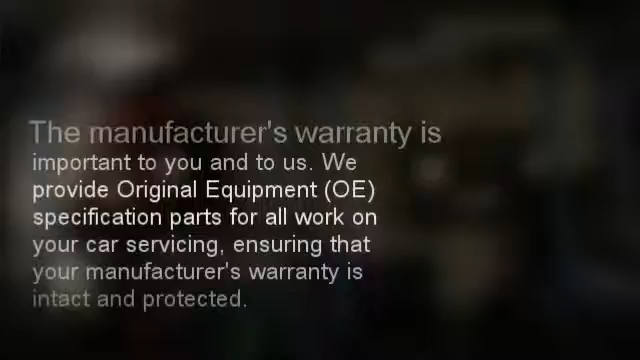 The manufacturer's warranty is
important to you and to us. We
provide Original Equipment (OE)
specification parts for all work on
your car servicing, ensuring that
your manufacturer's warranty is
intact and protected.